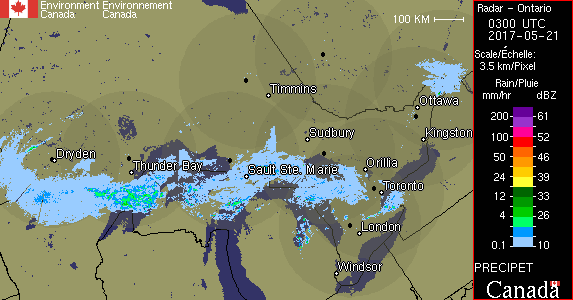 Environment Environnement
Canada Canada
100 KM
Timmins
Ottawa
Sudbury
Kingston
Dryden
Thunder Bay
Sault Ste. Marie
Orillia
Toronto
London
Windsor
Radar - Ontario
0300 UTC
2017-05-21
Scale/Échelle:
3.5 km/Pixel
Rain/Pluie
mm/hr dBZ
200 61
100 52
50 46
24 39
12 33
4 26
0.1 10
PRECIPET
Canada